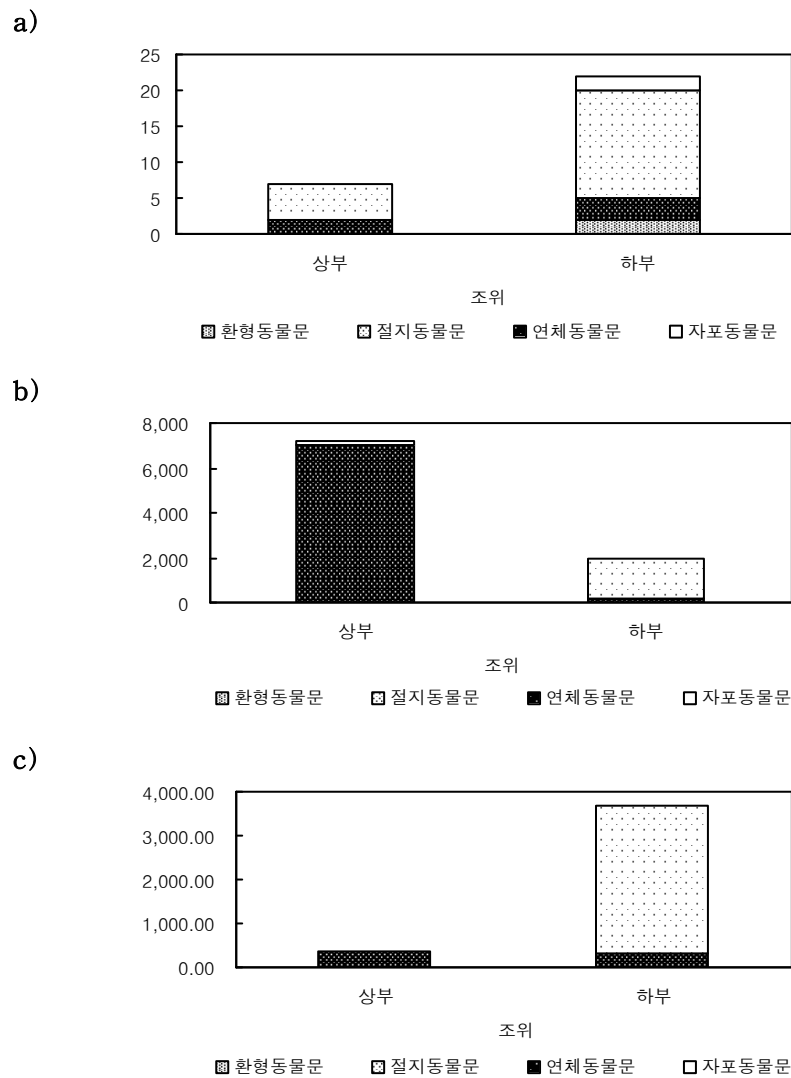 a)
25
20
15
10
5
0
상부 하부
조위
환형동물문 절지동물문 연체동물문 자포동물문
b)
8,000
6,000
4,000
2,000
0
상부 하부
조위
환형동물문 절지동물문 연체동물문 자포동물문
c)
4,000.00
3,000.00
2,000.00
1,000.00
0.00
상부 하부
조위
환형동물문 절지동물문 연체동물문 자포동물문